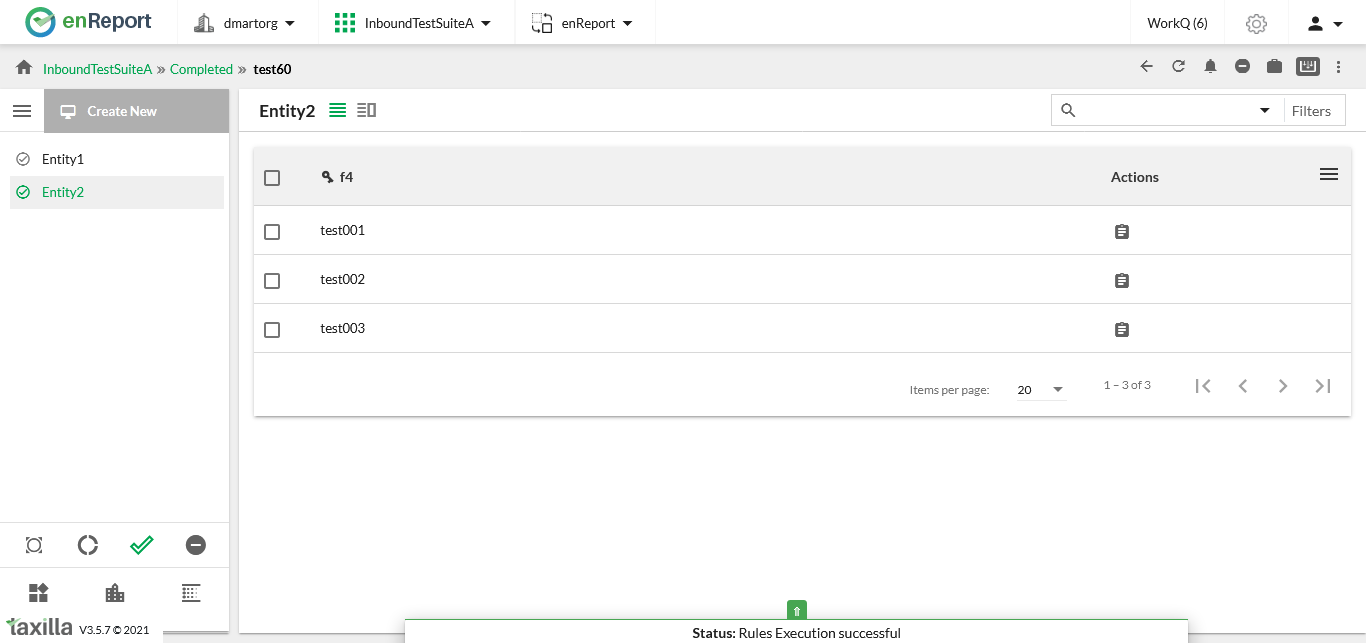 enReport
dmartorg
InboundTestSuiteA
enReport
WorkQ (6)
InboundTestSuiteA » Completed » test60
Create New
Entity1
Entity2
Entity2
Filters
f4
Actions
test001
test002
test003
Items per page:
20
1 – 3 of 3
taxilla V3.5.7 © 2021
Status: Rules Execution successful